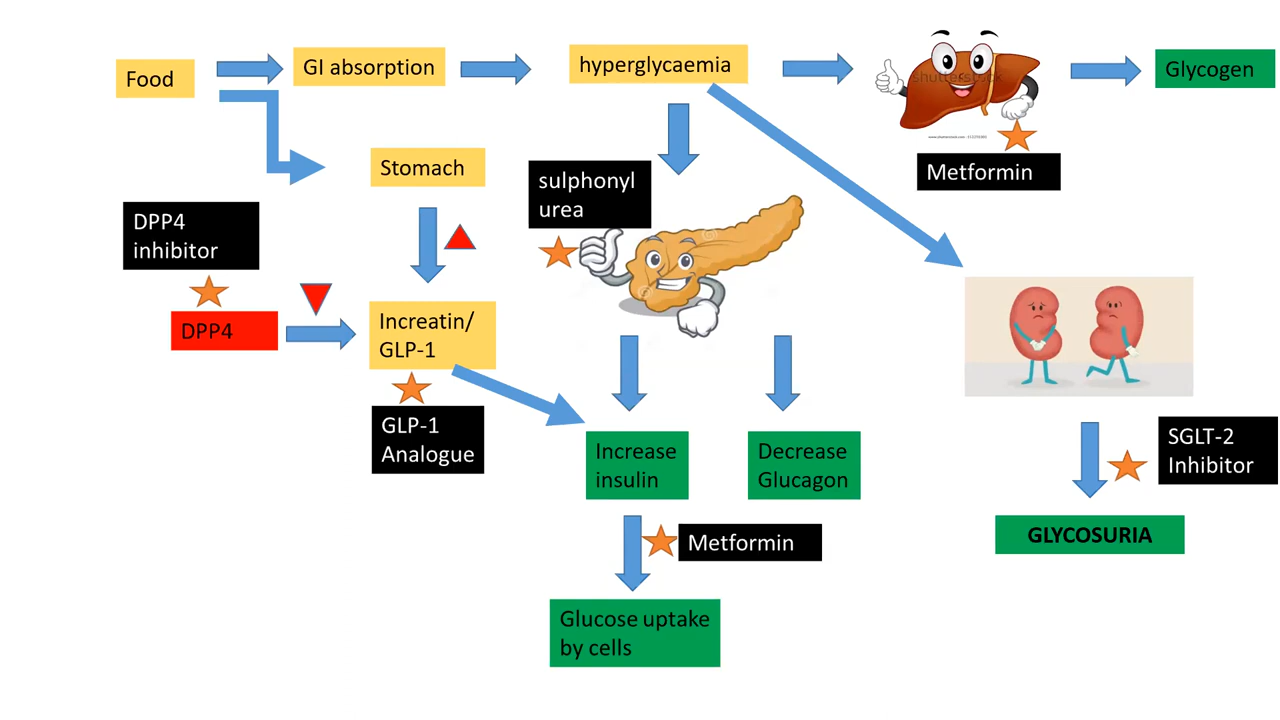 Food
GI absorption
hyperglycaemia
shutterstock
Glycogen
Metformin
Stomach
sulphonyl
urea
DPP4
inhibitor
DPP4
Increatin/
GLP-1
GLP-1
Analogue
Increase
insulin
Decrease
Glucagon
SGLT-2
Inhibitor
Metformin
GLYCOSURIA
Glucose uptake
by cells